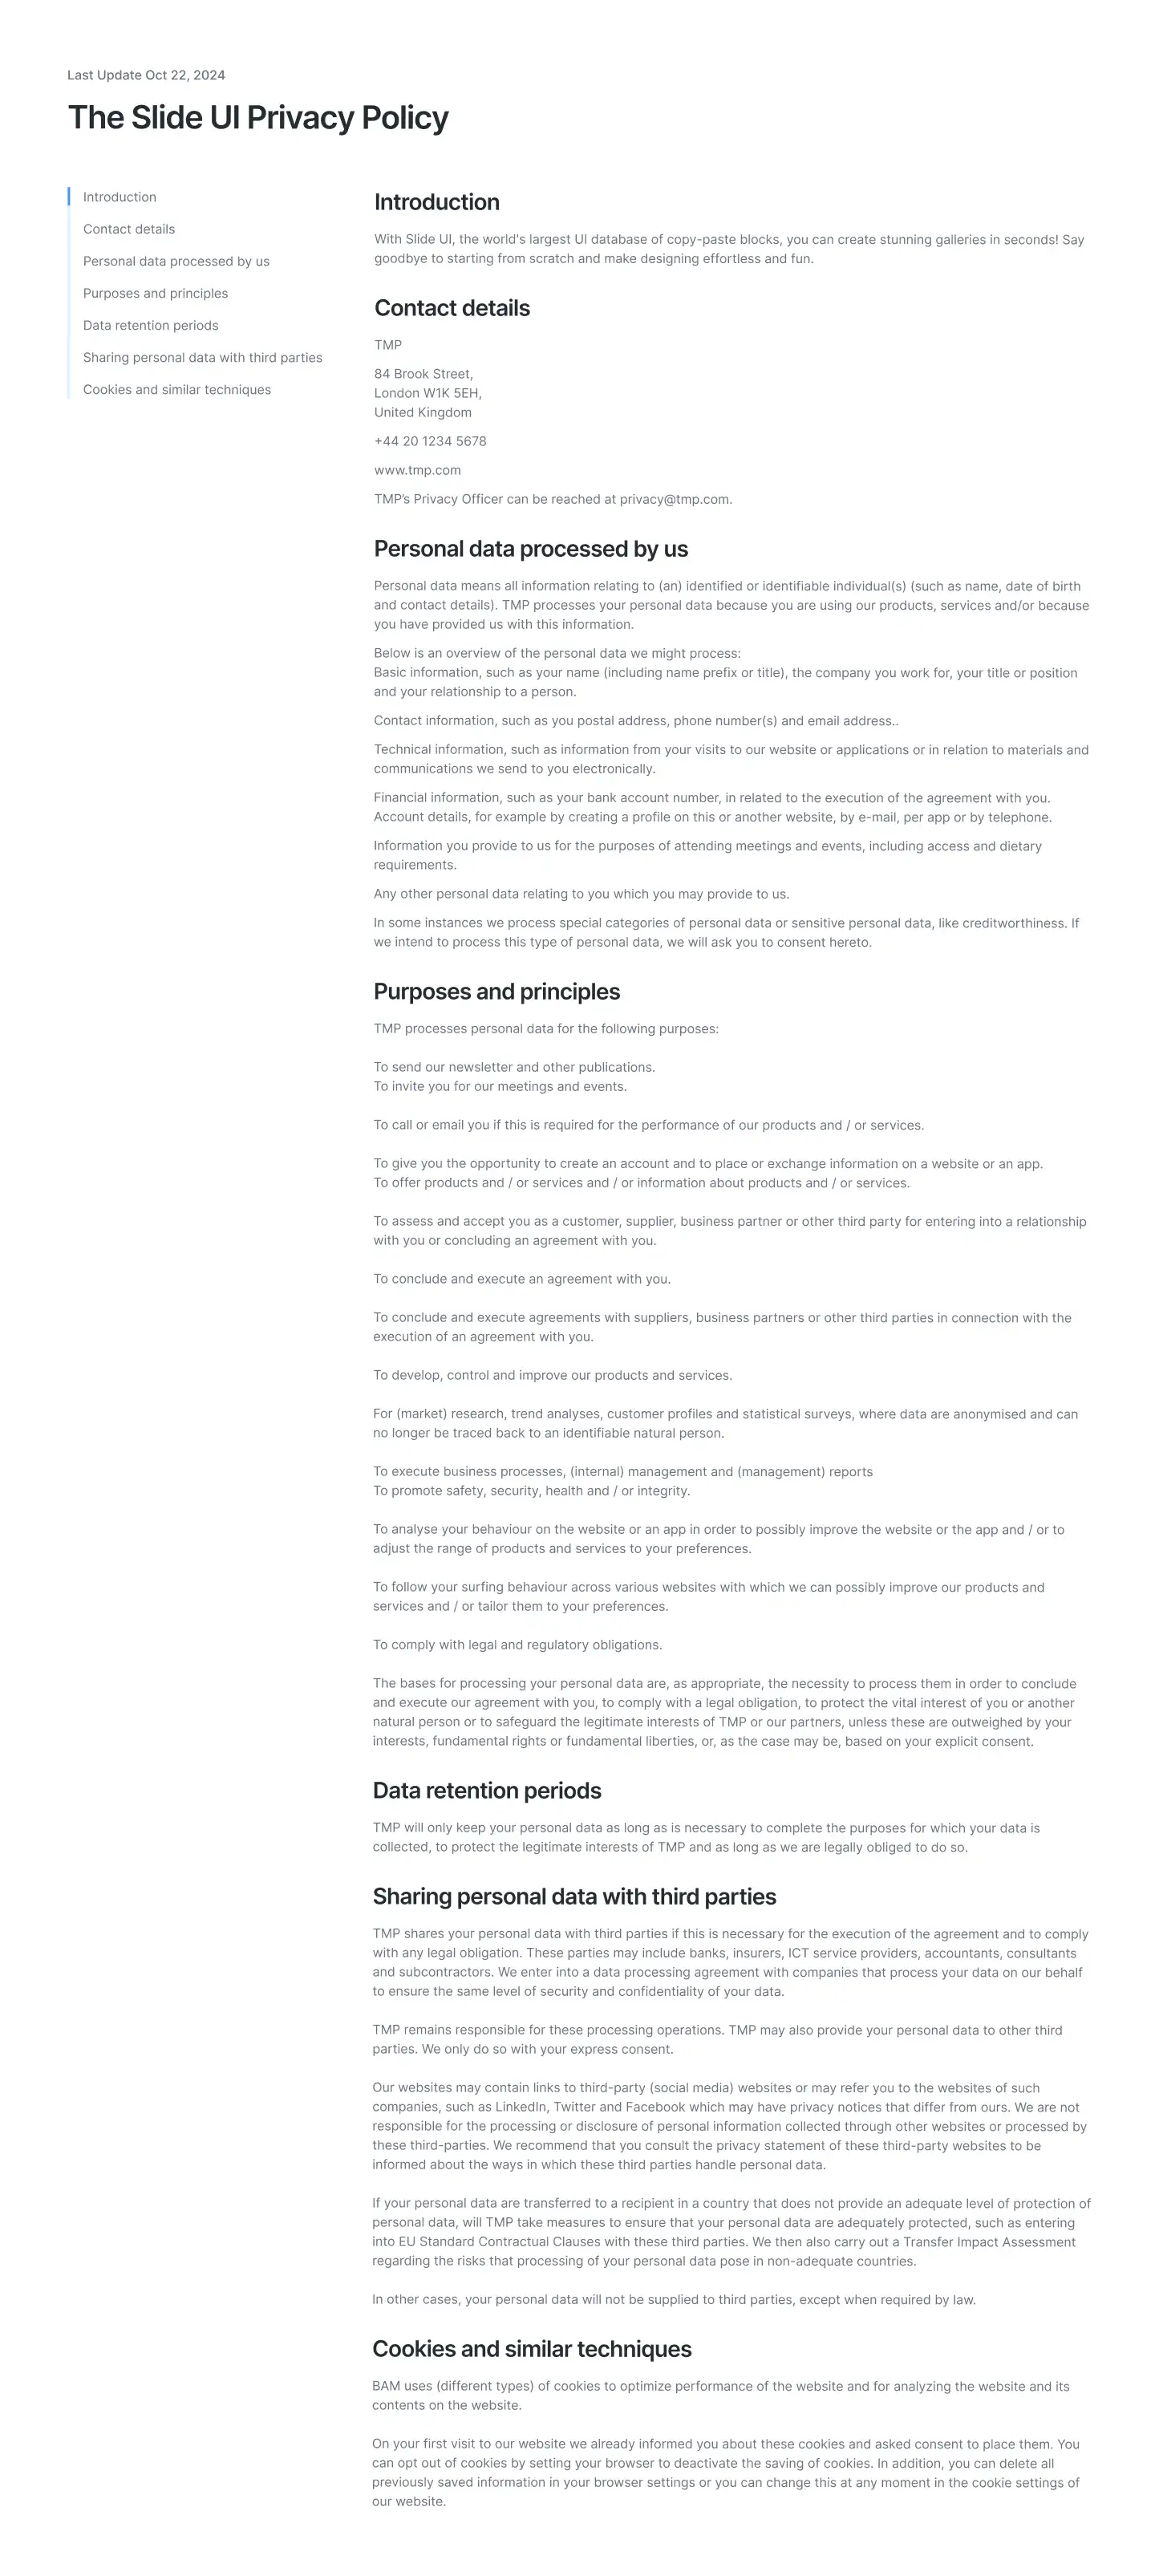 Last Update Oct 22, 2024
The Slide UI Privacy Policy
Introduction
Contact details
Personal data processed by us
Purposes and principles
Data retention periods
Sharing personal data with third parties
Cookies and similar techniques
Introduction
With Slide UI, the world's largest UI database of copy-paste blocks, you can create stunning galleries in seconds! Say
goodbye to starting from scratch and make designing effortless and fun.
Contact details
TMP
84 Brook Street,
London W1K 5EH,
United Kingdom
+44 20 1234 5678
www.tmp.com
TMP’s Privacy Officer can be reached at privacy@tmp.com.
Personal data processed by us
Personal data means all information relating to (an) identified or identifiable individual(s) (such as name, date of birth
and contact details). TMP processes your personal data because you are using our products, services and/or because
you have provided us with this information.
Below is an overview of the personal data we might process:
Basic information, such as your name (including name prefix or title), the company you work for, your title or position
and your relationship to a person.
Contact information, such as you postal address, phone number(s) and email address..
Technical information, such as information from your visits to our website or applications or in relation to materials and
communications we send to you electronically.
Financial information, such as your bank account number, in related to the execution of the agreement with you.
Account details, for example by creating a profile on this or another website, by e-mail, per app or by telephone.
Information you provide to us for the purposes of attending meetings and events, including access and dietary
requirements.
Any other personal data relating to you which you may provide to us.
In some instances we process special categories of personal data or sensitive personal data, like creditworthiness. If
we intend to process this type of personal data, we will ask you to consent hereto.
Purposes and principles
TMP processes personal data for the following purposes:
To send our newsletter and other publications.
To invite you for our meetings and events.
To call or email you if this is required for the performance of our products and / or services.
To give you the opportunity to create an account and to place or exchange information on a website or an app.
To offer products and / or services and / or information about products and / or services.
To assess and accept you as a customer, supplier, business partner or other third party for entering into a relationship
with you or concluding an agreement with you.
To conclude and execute an agreement with you.
To conclude and execute agreements with suppliers, business partners or other third parties in connection with the
execution of an agreement with you.
To develop, control and improve our products and services.
For (market) research, trend analyses, customer profiles and statistical surveys, where data are anonymised and can
no longer be traced back to an identifiable natural person.
To execute business processes, (internal) management and (management) reports
To promote safety, security, health and / or integrity.
To analyse your behaviour on the website or an app in order to possibly improve the website or the app and / or to
adjust the range of products and services to your preferences.
To follow your surfing behaviour across various websites with which we can possibly improve our products and
services and / or tailor them to your preferences.
To comply with legal and regulatory obligations.
The bases for processing your personal data are, as appropriate, the necessity to process them in order to conclude
and execute our agreement with you, to comply with a legal obligation, to protect the vital interest of you or another
natural person or to safeguard the legitimate interests of TMP or our partners, unless these are outweighed by your
interests, fundamental rights or fundamental liberties, or, as the case may be, based on your explicit consent.
Data retention periods
TMP will only keep your personal data as long as is necessary to complete the purposes for which your data is
collected, to protect the legitimate interests of TMP and as long as we are legally obliged to do so.
Sharing personal data with third parties
TMP shares your personal data with third parties if this is necessary for the execution of the agreement and to comply
with any legal obligation. These parties may include banks, insurers, ICT service providers, accountants, consultants
and subcontractors. We enter into a data processing agreement with companies that process your data on our behalf
to ensure the same level of security and confidentiality of your data.
TMP remains responsible for these processing operations. TMP may also provide your personal data to other third
parties. We only do so with your express consent.
Our websites may contain links to third-party (social media) websites or may refer you to the websites of such
companies, such as LinkedIn, Twitter and Facebook which may have privacy notices that differ from ours. We are not
responsible for the processing or disclosure of personal information collected through other websites or processed by
these third-parties. We recommend that you consult the privacy statement of these third-party websites to be
informed about the ways in which these third parties handle personal data.
If your personal data are transferred to a recipient in a country that does not provide an adequate level of protection of
personal data, will TMP take measures to ensure that your personal data are adequately protected, such as entering
into EU Standard Contractual Clauses with these third parties. We then also carry out a Transfer Impact Assessment
regarding the risks that processing of your personal data pose in non-adequate countries.
In other cases, your personal data will not be supplied to third parties, except when required by law.
Cookies and similar techniques
BAM uses (different types) of cookies to optimize performance of the website and for analyzing the website and its
contents on the website.
On your first visit to our website we already informed you about these cookies and asked consent to place them. You
can opt out of cookies by setting your browser to deactivate the saving of cookies. In addition, you can delete all
previously saved information in your browser settings or you can change this at any moment in the cookie settings of
our website.